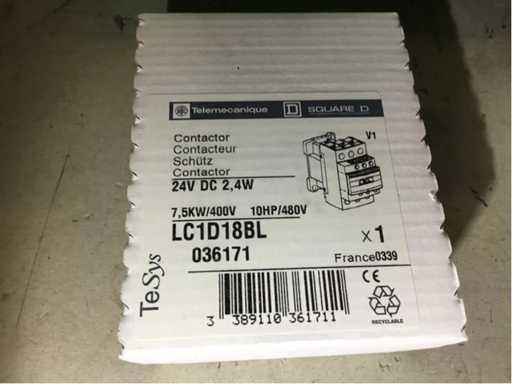 Telemecanique SQUARE D
Contactor
Contacteur
Schütz
Contactor
V1
24V DC 2,4W
7,5KW/400V 10HP/480V
LC1D18BL x 1
036171 France0339
TeSys
CE
3 389110 361711
RECYCLABLE